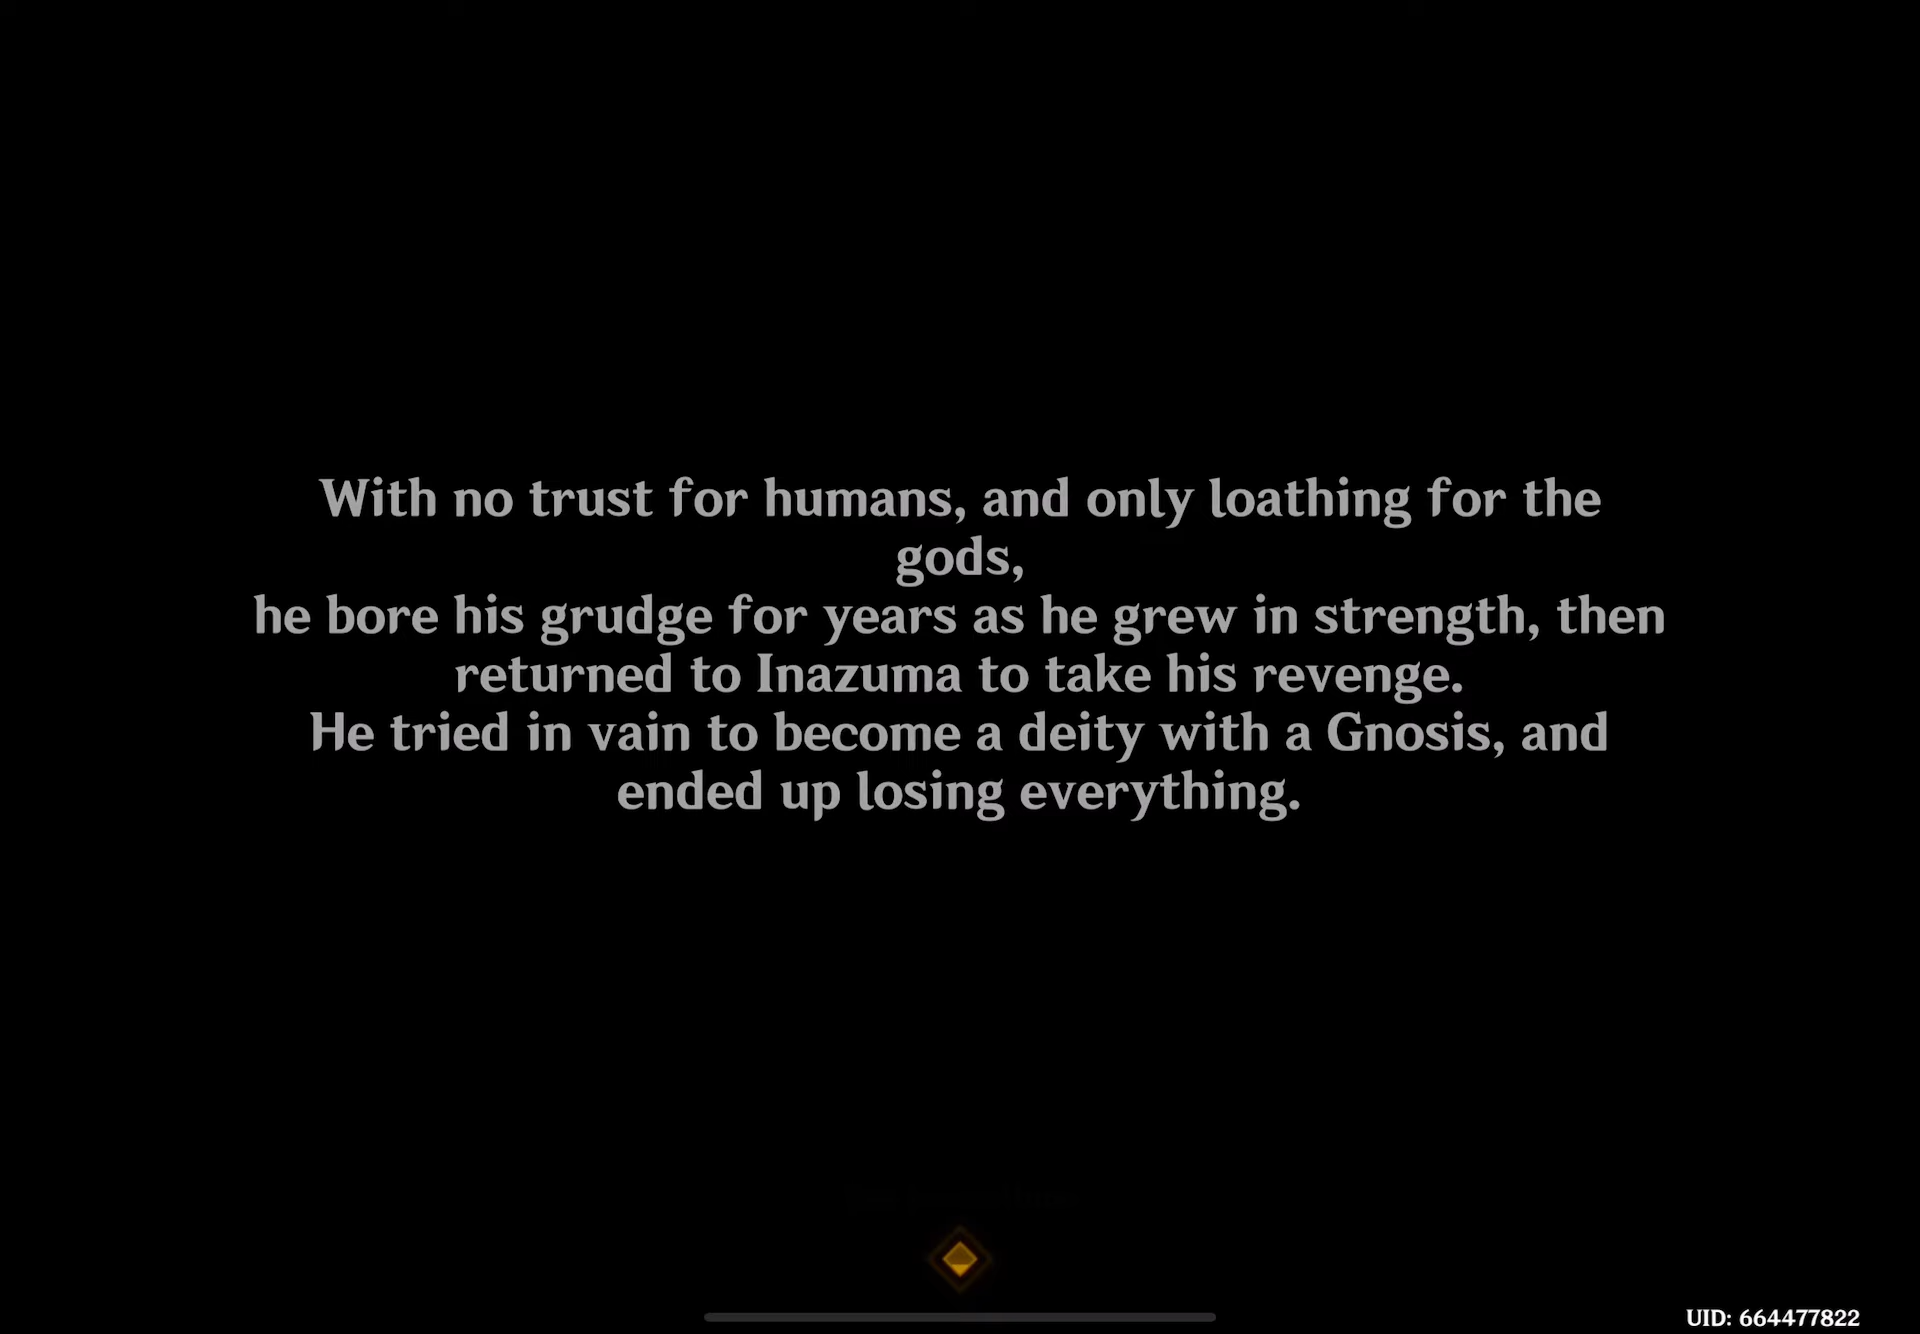 With no trust for humans, and only loathing for the
gods,
he bore his grudge for years as he grew in strength, then
returned to Inazuma to take his revenge.
He tried in vain to become a deity with a Gnosis, and
ended up losing everything.
UID: 664477822